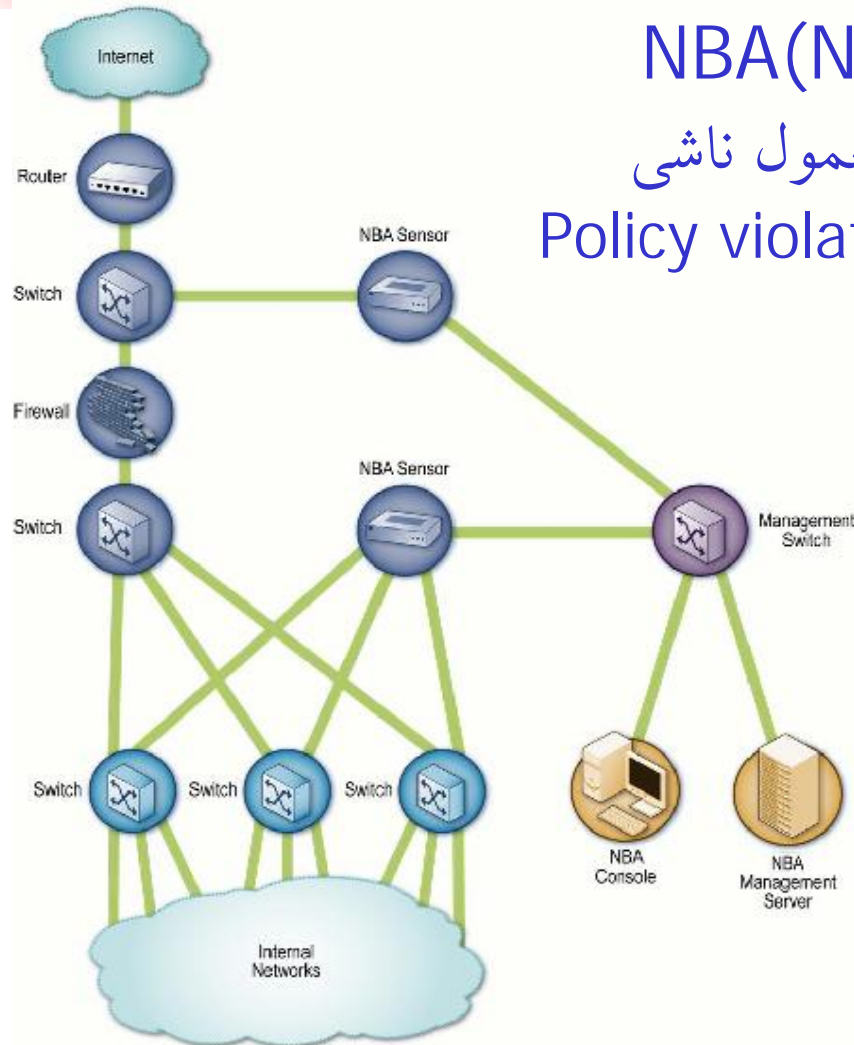 NBA(N
عمول ناشی
Policy violat
Internet
Router
NBA Sensor
Switch
Firewall
NBA Sensor
Switch
Management
Switch
Switch
Switch
Switch
NBA
Console
NBA
Management
Server
Internal
Networks